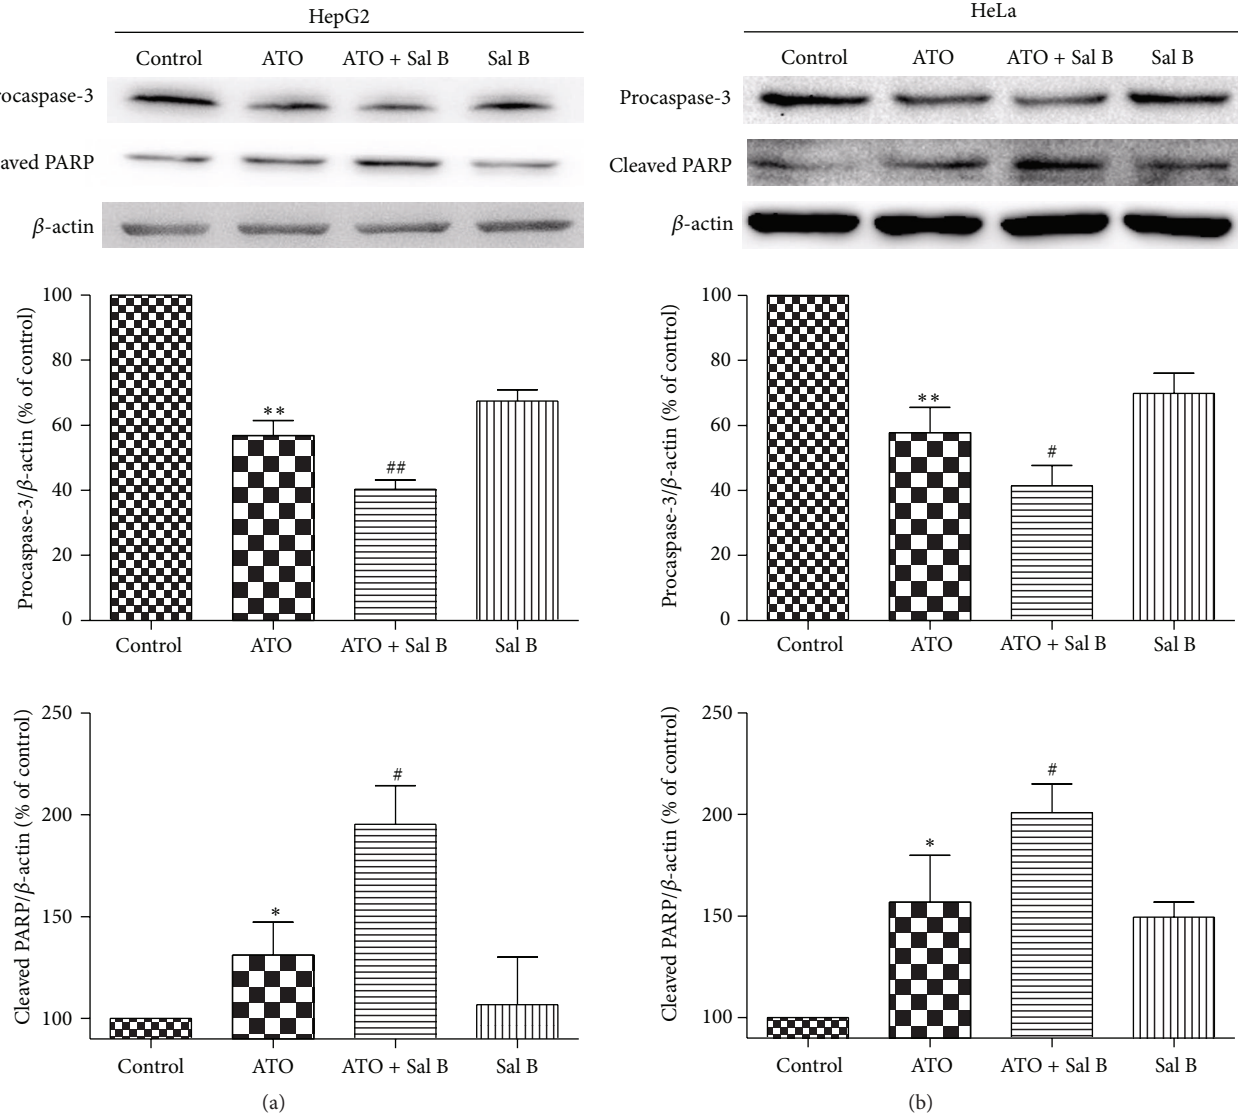 HepG2
Control ATO ATO + Sal B Sal B
rocaspase-3
aved PARP
β-actin
Procaspase-3/β-actin (% of control)
100
80
60
40
20
0
**
##
Control ATO ATO + Sal B Sal B
Cleaved PARP/β-actin (% of control)
250
200
150
100
*
#
Control ATO ATO + Sal B Sal B
(a)
HeLa
Control ATO ATO + Sal B Sal B
Procaspase-3
Cleaved PARP
β-actin
Procaspase-3/β-actin (% of control)
100
80
60
40
20
0
**
#
Control ATO ATO + Sal B Sal B
Cleaved PARP/β-actin (% of control)
250
200
150
100
*
#
Control ATO ATO + Sal B Sal B
(b)